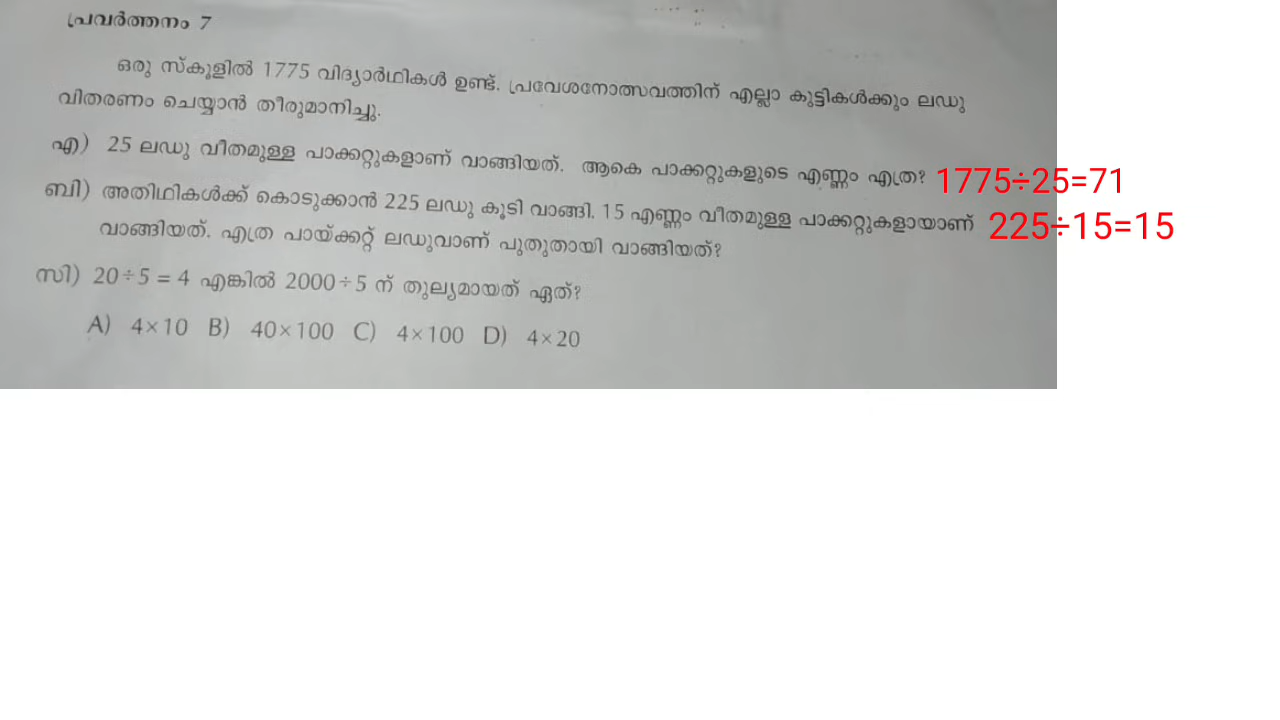 പ്രവർത്തനം 7
ഒരു സ്കൂളിൽ 1775 വിദ്യാർഥികൾ ഉണ്ട്. പ്രവേശനോത്സവത്തിന് എല്ലാ കുട്ടികൾക്കും ലഡു
വിതരണം ചെയ്യാൻ തീരുമാനിച്ചു.
എ) 25 ലഡു വീതമുള്ള പാക്കറ്റുകളാണ് വാങ്ങിയത്. ആകെ പാക്കറ്റുകളുടെ എണ്ണം എത്ര? 1775÷25=71
ബി) അതിഥികൾക്ക് കൊടുക്കാൻ 225 ലഡു കൂടി വാങ്ങി. 15 എണ്ണം വീതമുള്ള പാക്കറ്റുകളായാണ് 225÷15=15
വാങ്ങിയത്. എത്ര പായ്ക്കറ്റ് ലഡുവാണ് പുതുതായി വാങ്ങിയത്?
സി) 20÷5 = 4 എങ്കിൽ 2000÷5 ന് തുല്യമായത് ഏത്?
A) 4×10 B) 40×100 C) 4×100 D) 4×20